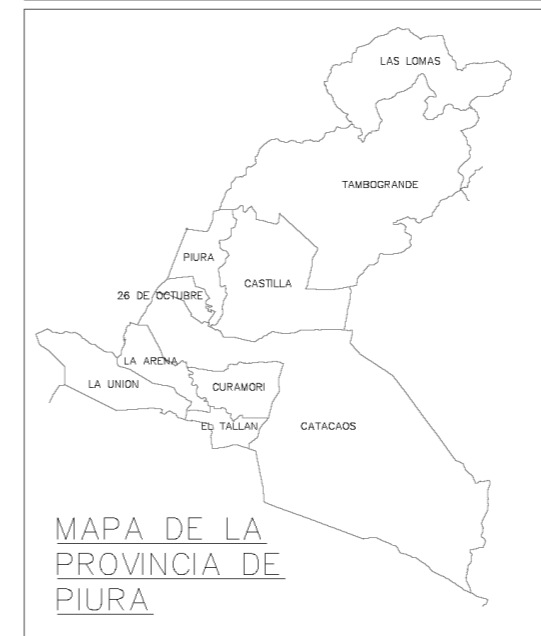 LAS LOMAS
TAMBOGRANDE
PIURA
CASTILLA
26 DE OCTUBRE
LA ARENA
LA UNION
CURAMORI
EL TALLAN
CATACAOS
MAPA DE LA
PROVINCIA DE
PIURA